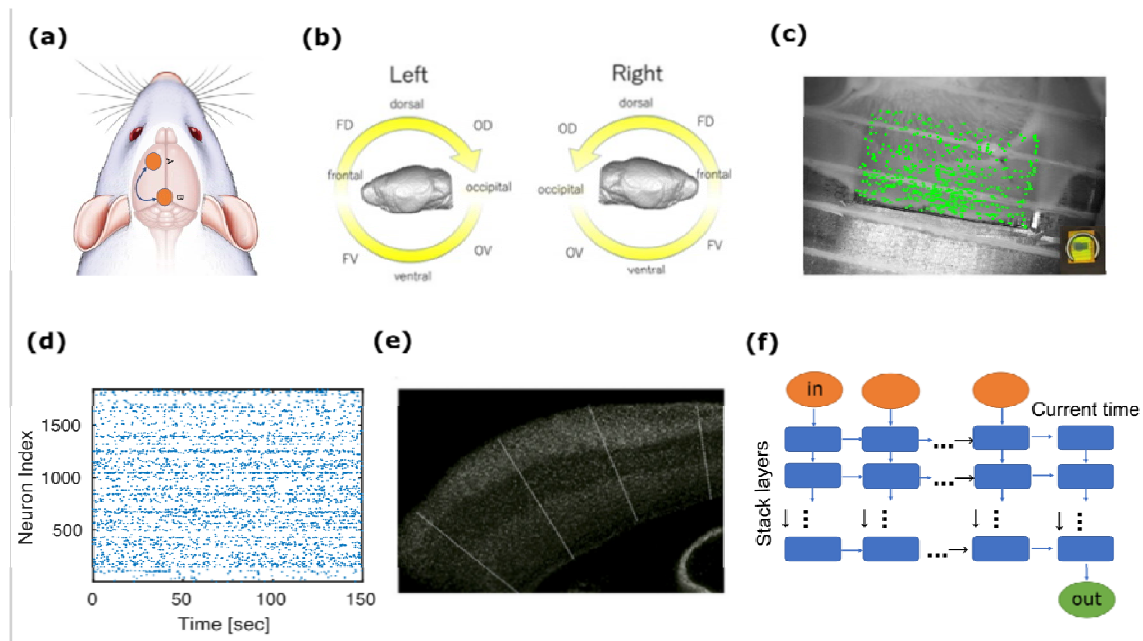 (a)
A
B
(b)
Left
dorsal
FD
OD
frontal
occipital
FV
OV
ventral
Right
dorsal
OD
FD
occipital
frontal
OV
FV
ventral
(c)
(d)
Neuron Index
1500
1000
500
0
50
100
150
Time [sec]
(e)
(f)
in
Current time
Stack layers
...
...
...
out